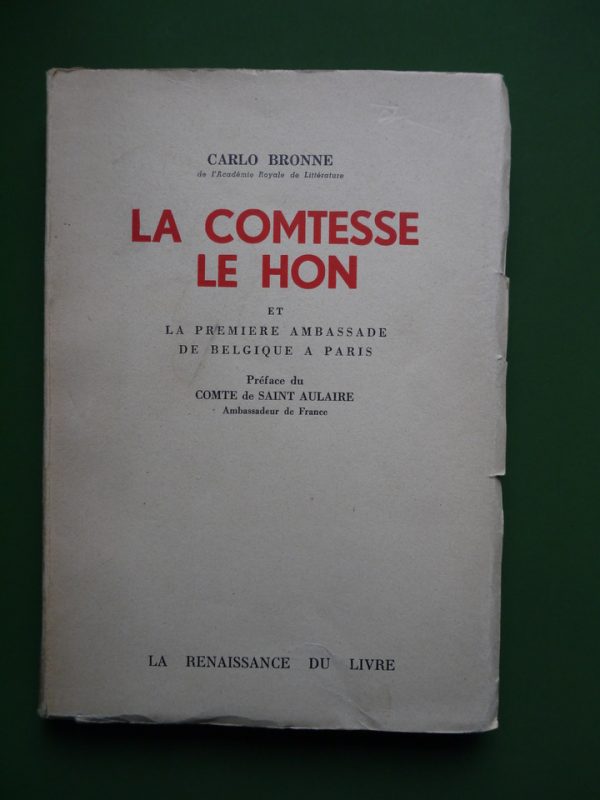 CARLO BRONNE
de l'Académie Royale de Littérature
LA COMTESSE
LE HON
ET
LA PREMIERE AMBASSADE
DE BELGIQUE A PARIS
Préface du
COMTE de SAINT AULAIRE
Ambassadeur de France
LA RENAISSANCE DU LIVRE